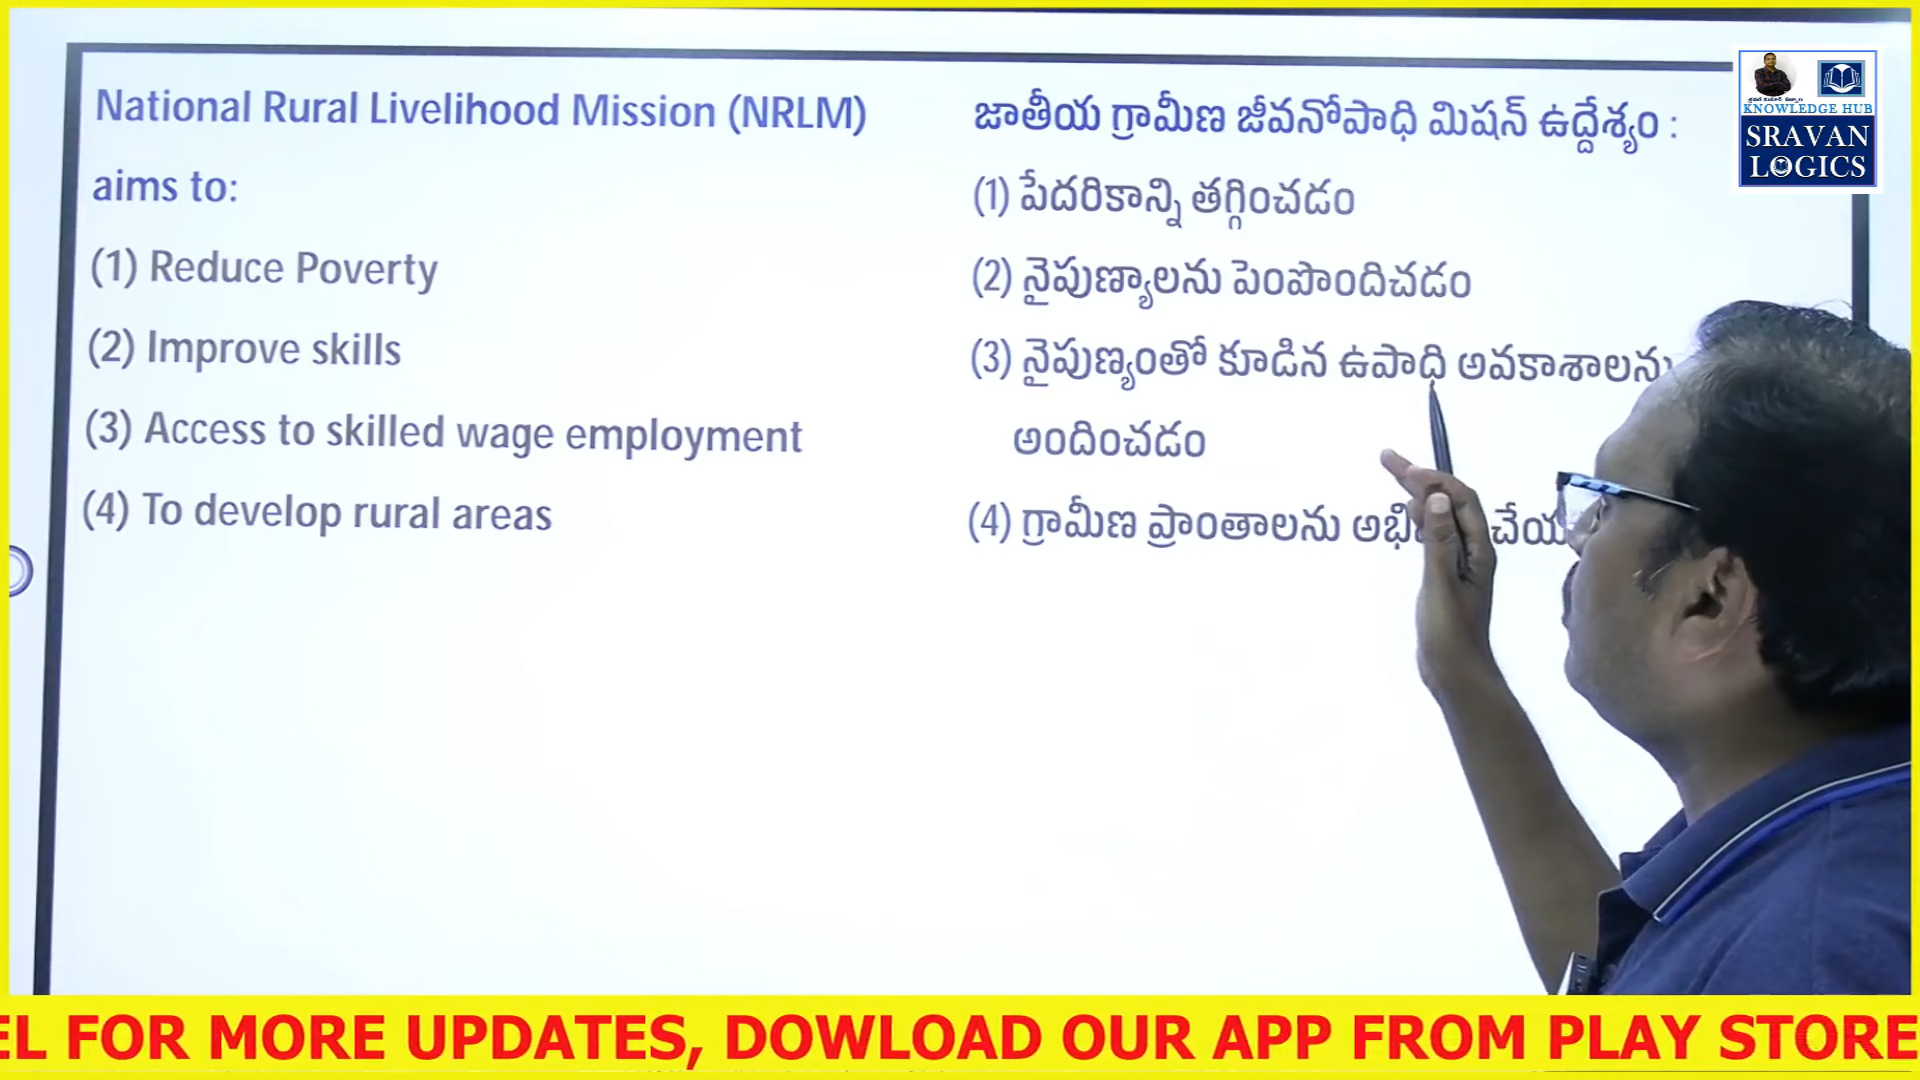 National Rural Livelihood Mission (NRLM)
aims to:
(1) Reduce Poverty
(2) Improve skills
(3) Access to skilled wage employment
(4) To develop rural areas
జాతీయ గ్రామీణ జీవనోపాధి మిషన్ ఉద్దేశ్యం :
(1) పేదరికాన్ని తగ్గించడం
(2) నైపుణ్యాలను పెంపొందిచడం
(3) నైపుణ్యంతో కూడిన ఉపాధి అవకాశాలను
అందించడం
(4) గ్రామీణ ప్రాంతాలను
KNOWLEDGE HUB
SRAVAN
LOGICS
FOR MORE UPDATES, DOWLOAD OUR APP FROM PLAY STORE